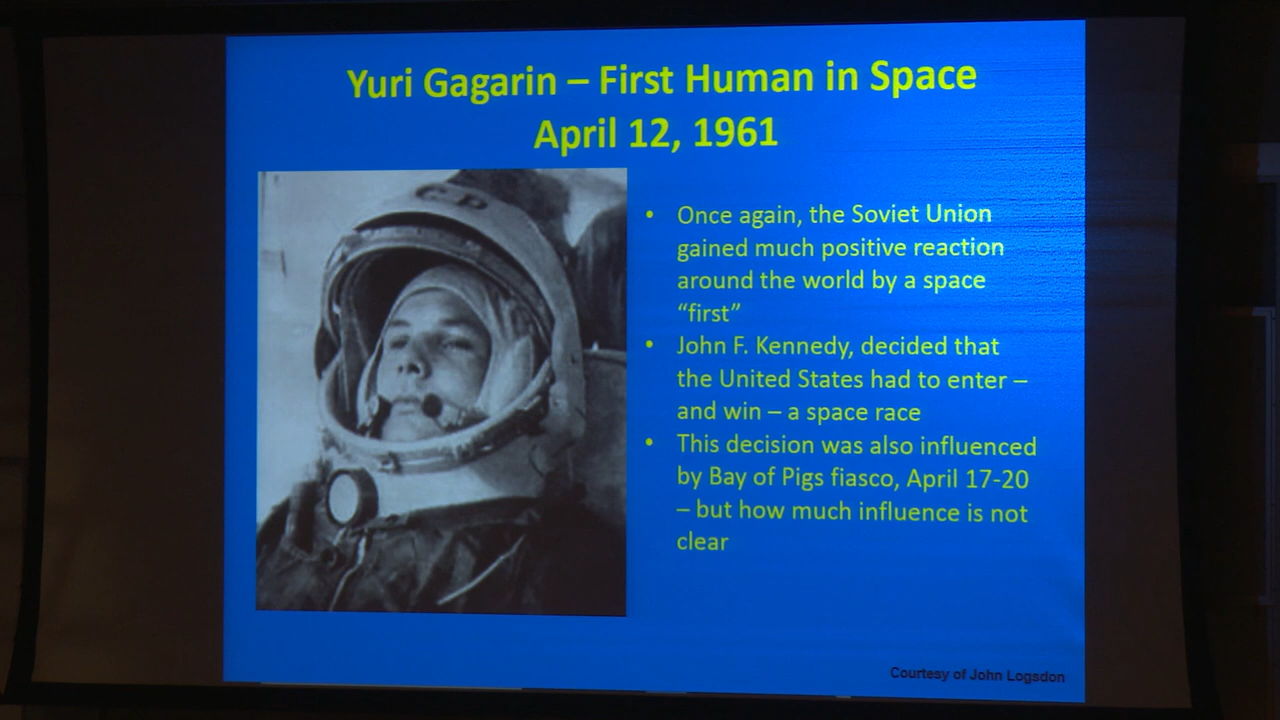 Yuri Gagarin – First Human in Space
April 12, 1961
• Once again, the Soviet Union
gained much positive reaction
around the world by a space
“first”
• John F. Kennedy, decided that
the United States had to enter –
and win – a space race
• This decision was also influenced
by Bay of Pigs fiasco, April 17-20
– but how much influence is not
clear
Courtesy of John Logsdon